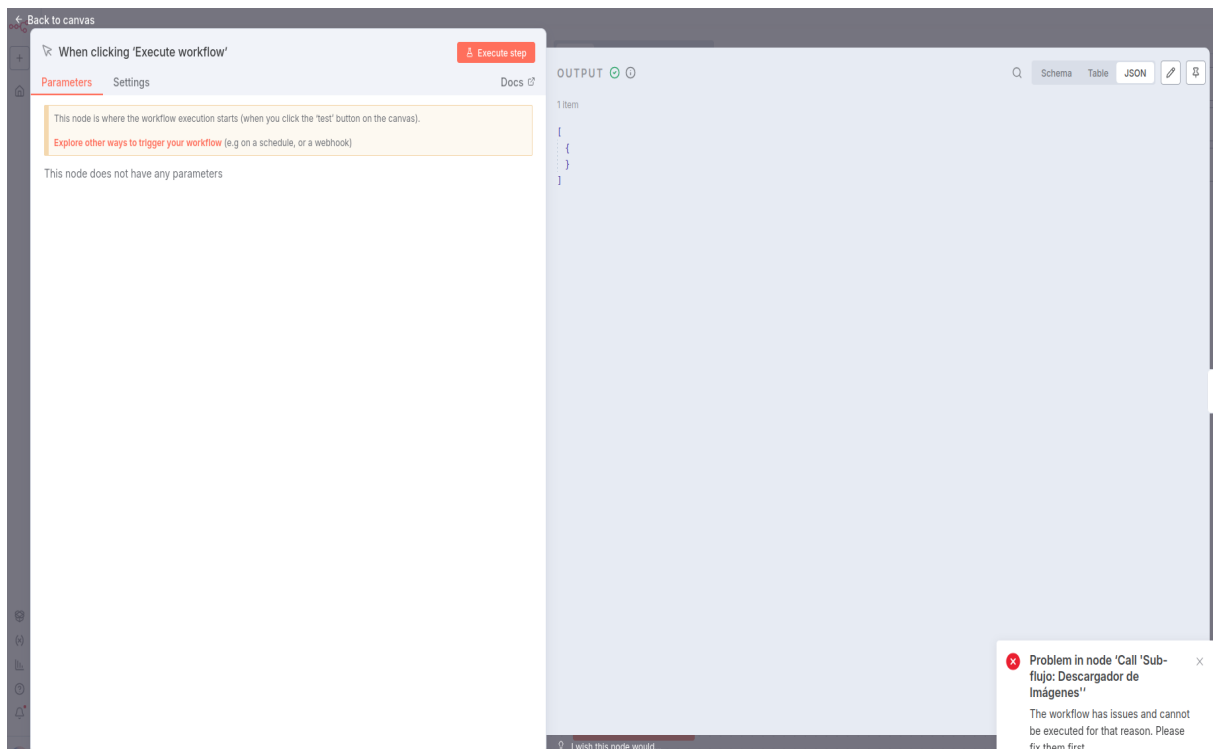 Back to canvas
When clicking ‘Execute workflow’
Execute step
Parameters
Settings
Docs
This node is where the workflow execution starts (when you click the ‘test’ button on the canvas).
Explore other ways to trigger your workflow (e.g on a schedule, or a webhook)
This node does not have any parameters
OUTPUT
Schema
Table
JSON
1 item
[
{
}
]
Problem in node ‘Call 'Sub-
flujo: Descargador de
Imágenes'‘
The workflow has issues and cannot
be executed for that reason. Please
fix them first
I wish this node would